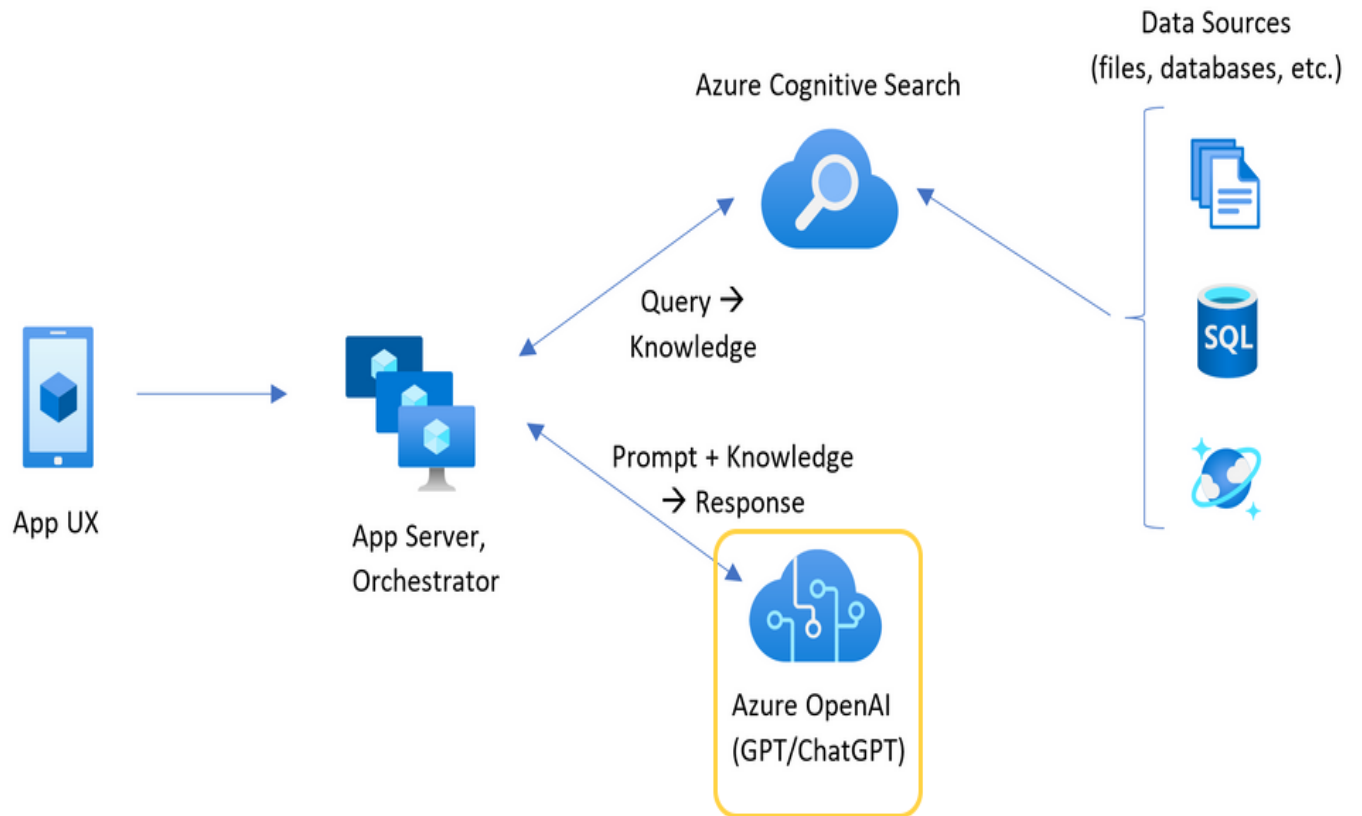 Data Sources
(files, databases, etc.)
Azure Cognitive Search
Query →
Knowledge
SQL
Prompt + Knowledge
→ Response
App UX
App Server,
Orchestrator
Azure OpenAI
(GPT/ChatGPT)